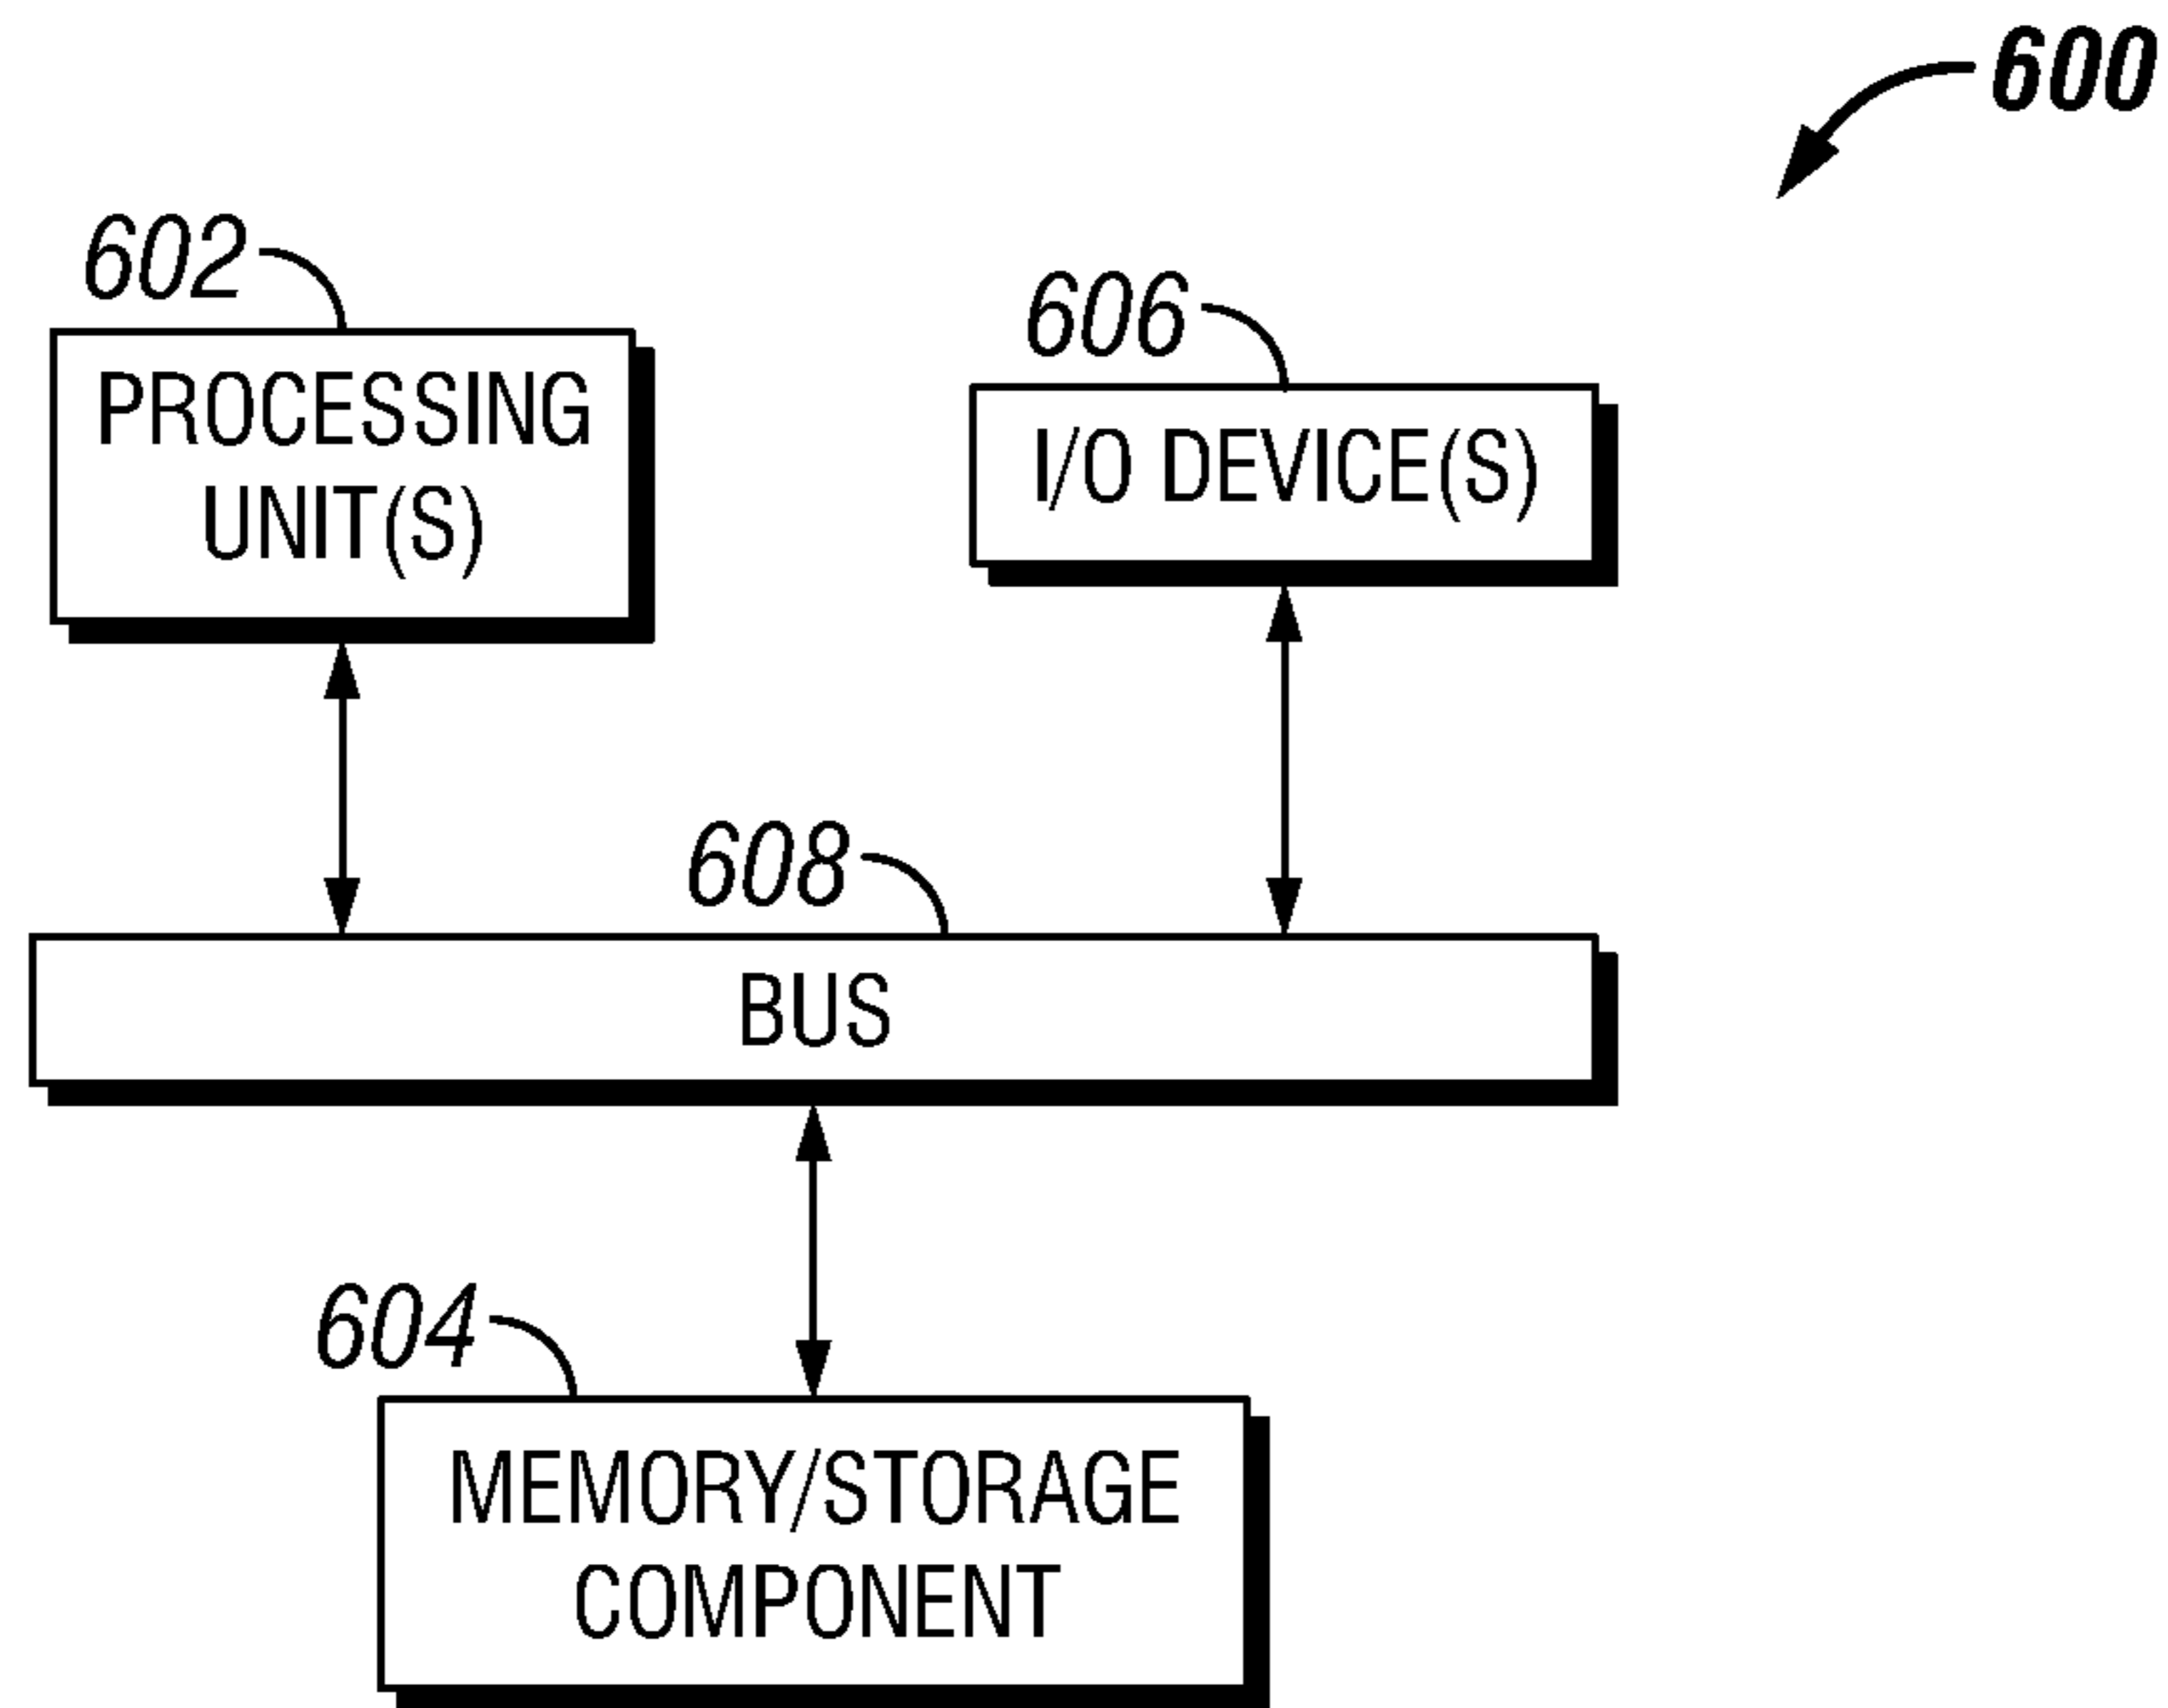 600
602
606
PROCESSING
UNIT(S)
I/O DEVICE(S)
608
BUS
604
MEMORY/STORAGE
COMPONENT